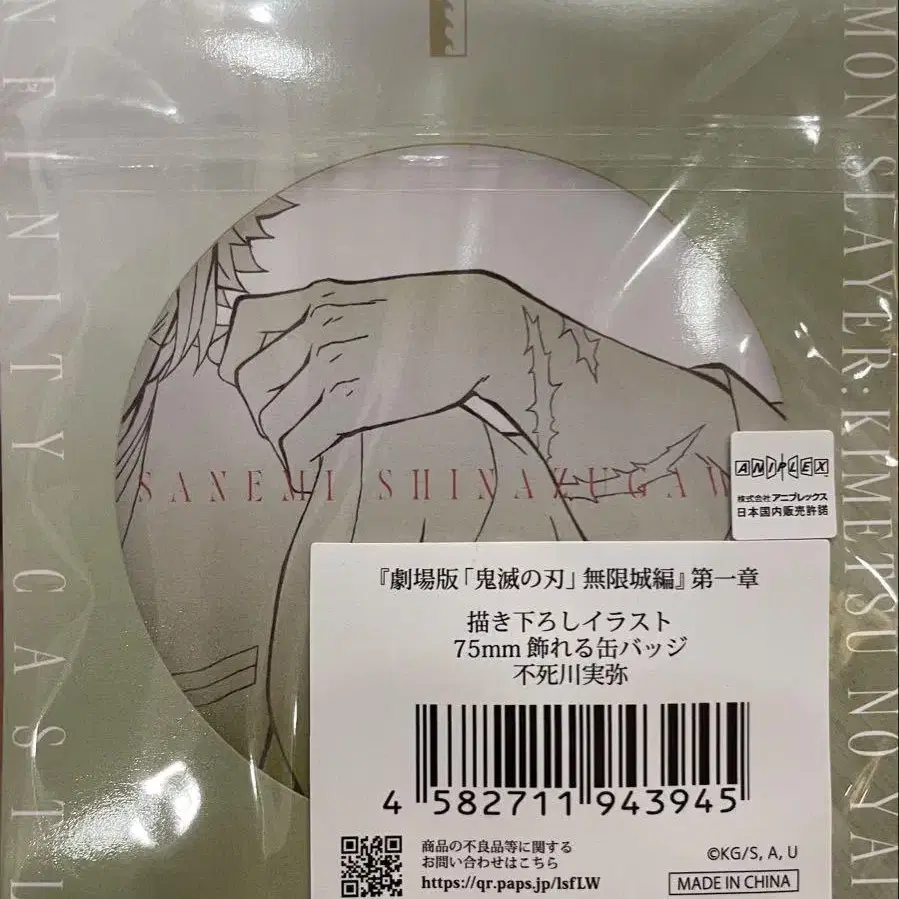 NFINITY CASTL
MON SLAYER: KIMETSU NO YAI
SANEMI SHINAZUGAW
ANIPLEX
株式会社アニプレックス
日本国内販売許諾
『劇場版「鬼滅の刃」無限城編』第一章
描き下ろしイラスト
75mm 飾れる缶バッジ
不死川実弥
4 582711 943945
商品の不良品等に関する
お問い合わせはこちら
https://qr.paps.jp/lsfLW
©KG/S, A, U
MADE IN CHINA